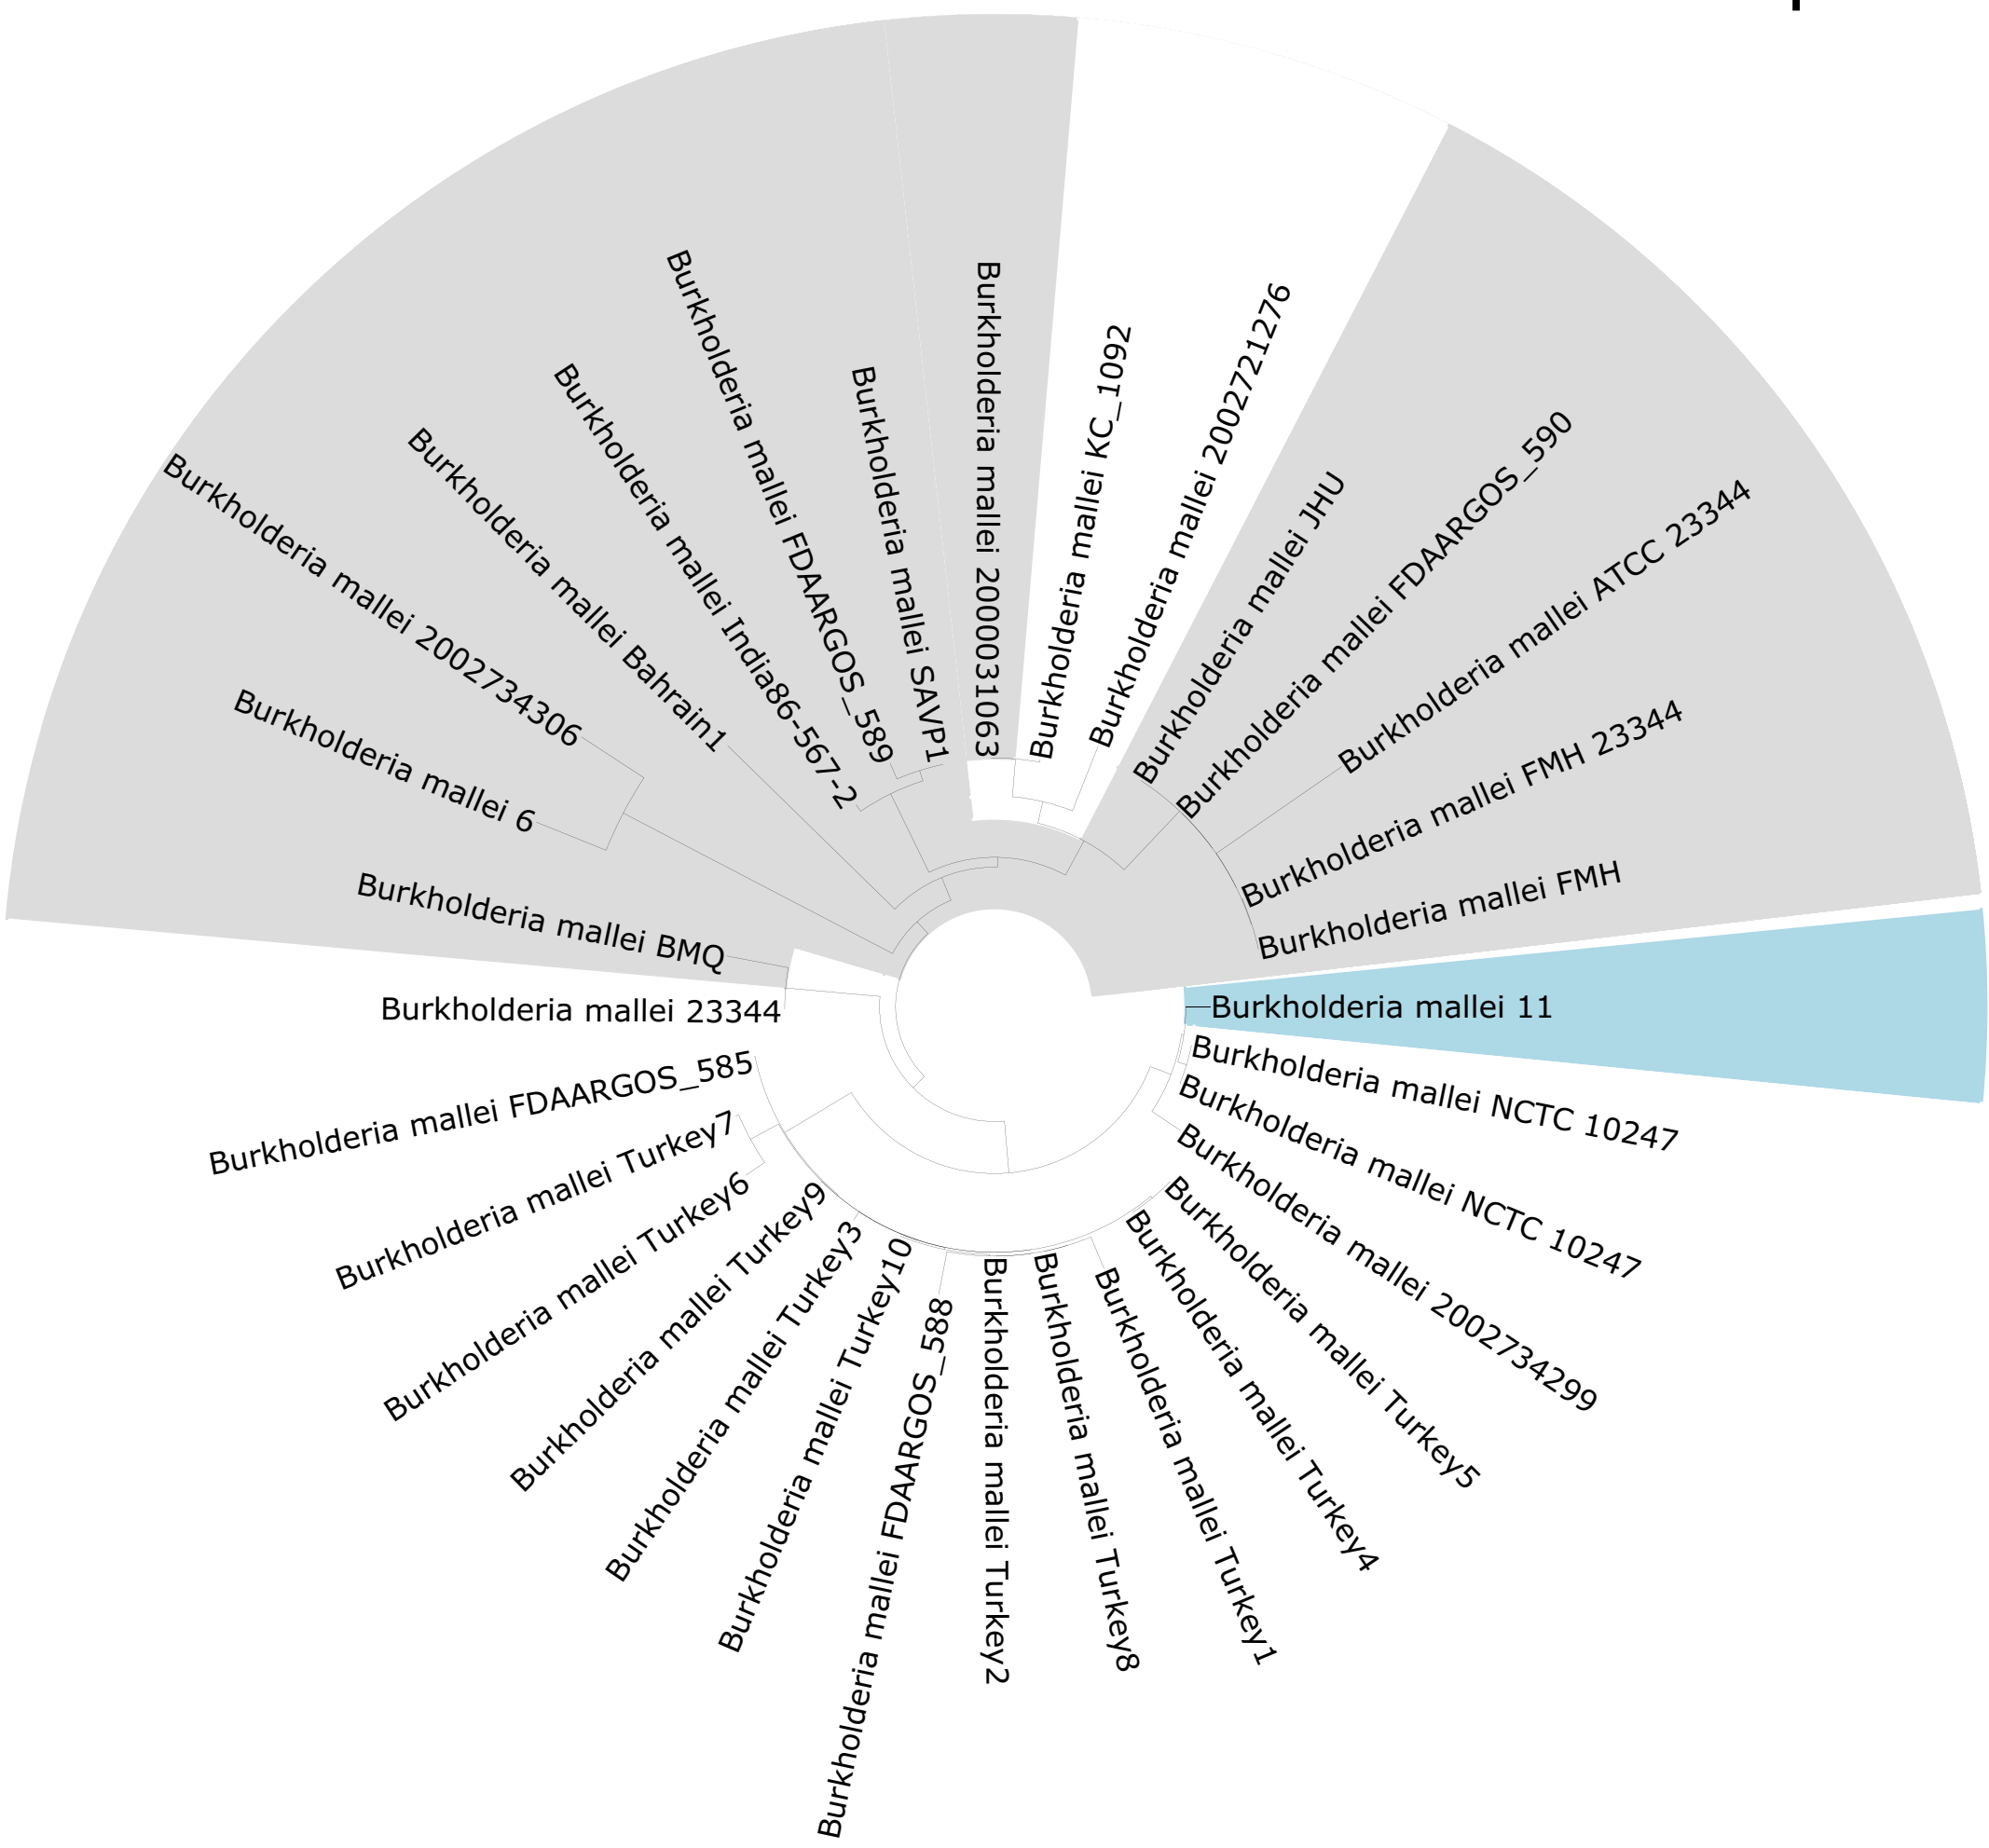 Burkholderia mallei 2000031063
Burkholderia mallei KC_1092
Burkholderia mallei 2002721276
Burkholderia mallei JHU
Burkholderia mallei FDAARGOS_590
Burkholderia mallei ATCC 23344
Burkholderia mallei FMH 23344
Burkholderia mallei FMH
Burkholderia mallei 11
Burkholderia mallei NCTC 10247
Burkholderia mallei NCTC 10247
Burkholderia mallei 2002734299
Burkholderia mallei Turkey5
Burkholderia mallei Turkey4
Burkholderia mallei Turkey1
Burkholderia mallei Turkey8
Burkholderia mallei Turkey2
Burkholderia mallei FDAARGOS_588
Burkholderia mallei Turkey10
Burkholderia mallei Turkey3
Burkholderia mallei Turkey9
Burkholderia mallei Turkey6
Burkholderia mallei Turkey7
Burkholderia mallei FDAARGOS_585
Burkholderia mallei 23344
Burkholderia mallei BMQ
Burkholderia mallei 6
Burkholderia mallei 2002734306
Burkholderia mallei Bahrain1
Burkholderia mallei India86-567-2
Burkholderia mallei FDAARGOS_589
Burkholderia mallei SAVP1